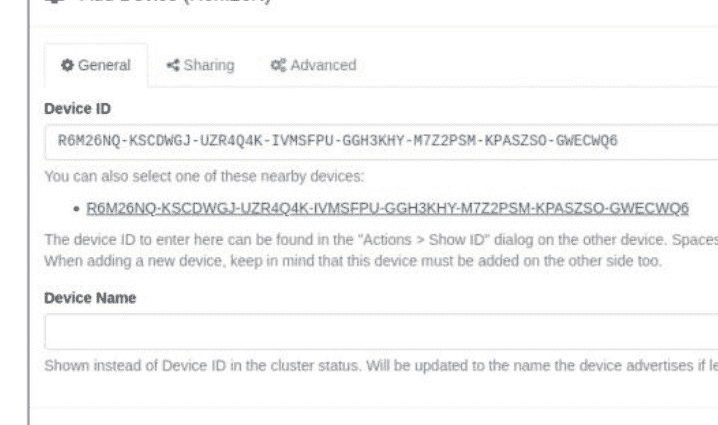 General Sharing Advanced
Device ID
R6M26NQ-KSCDWGJ-UZR4Q4K-IVMSFPU-GGH3KHY-M7Z2PSM-KPASZSO-GWECWQ6
You can also select one of these nearby devices:
• R6M26NQ-KSCDWGJ-UZR4Q4K-IVMSFPU-GGH3KHY-M7Z2PSM-KPASZSO-GWECWQ6
The device ID to enter here can be found in the "Actions > Show ID" dialog on the other device. Spaces
When adding a new device, keep in mind that this device must be added on the other side too.
Device Name
Shown instead of Device ID in the cluster status. Will be updated to the name the device advertises if le